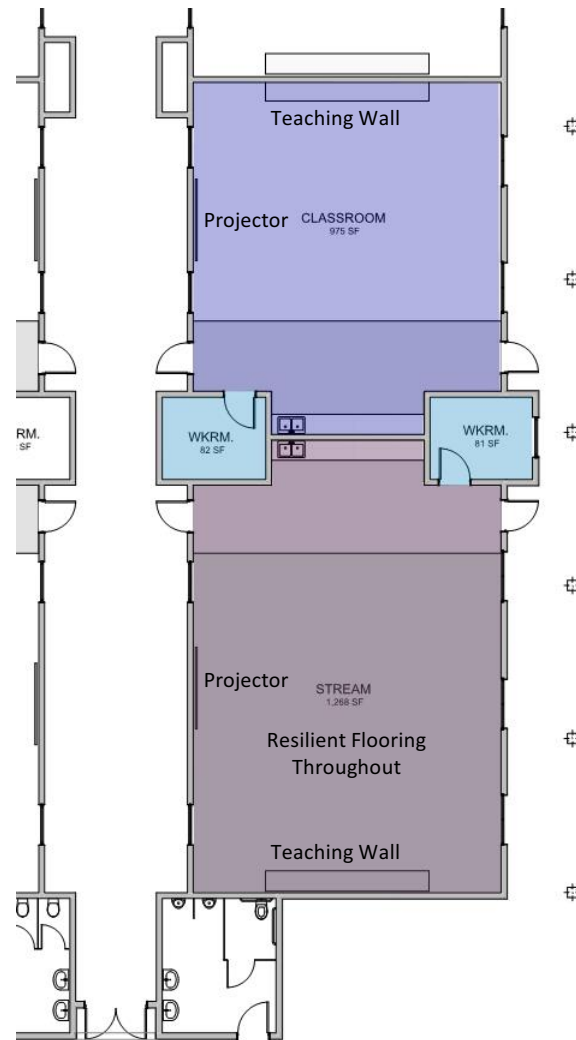 Teaching Wall
Projector
CLASSROOM
975 SF
RM.
SF
WKRM.
82 SF
WKRM.
81 SF
Projector
STREAM
1,268 SF
Resilient Flooring
Throughout
Teaching Wall